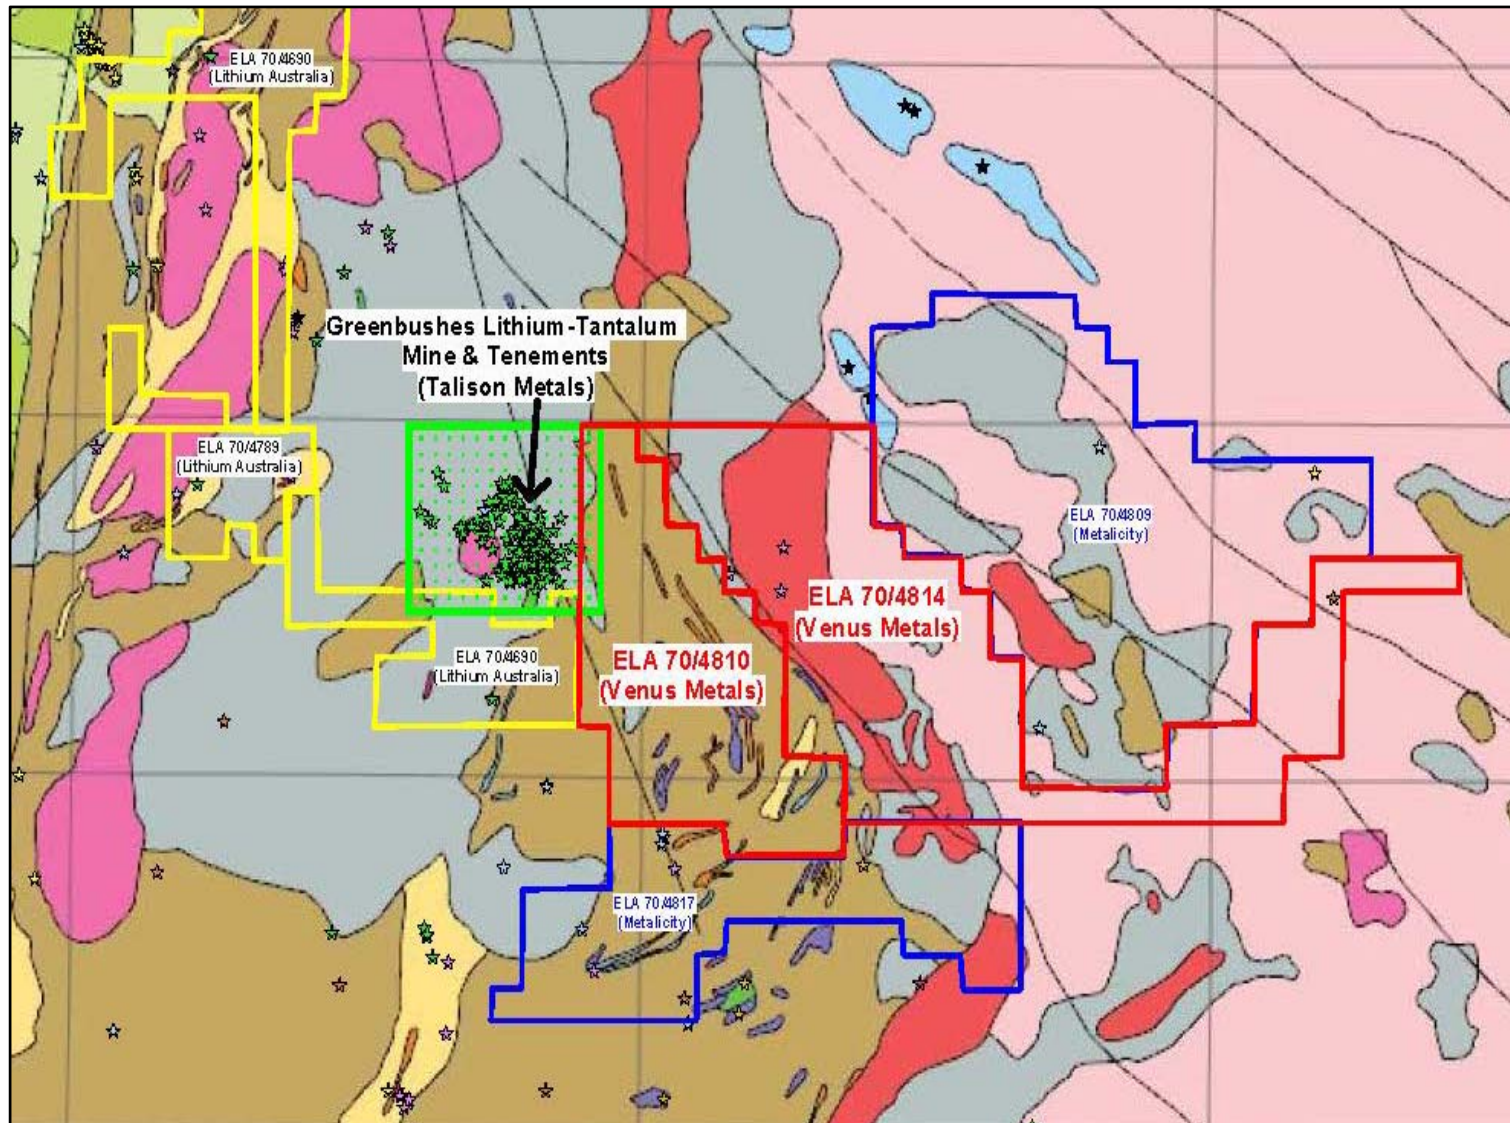 ELA 70/4690
(Lithium Australia)
Greenbushes Lithium-Tantalum
Mine & Tenements
(Talison Metals)
ELA 70/4789
(Lithium Australia)
ELA 70/4809
(Metalicity)
ELA 70/4814
(Venus Metals)
ELA 70/4690
(Lithium Australia)
ELA 70/4810
(Venus Metals)
ELA 70/4817
(Metalicity)